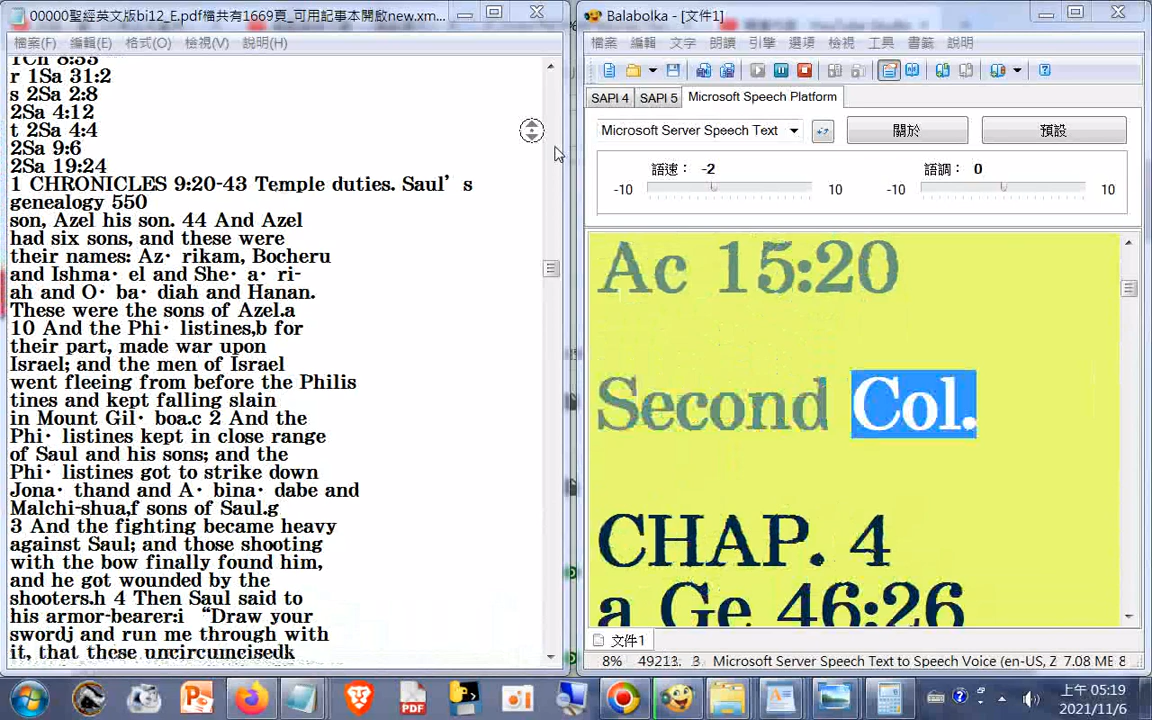 00000聖經英文版bi12_E.pdf檔共有1669頁_可用記事本開啟new.xm...
檔案(F) 編輯(E) 格式(O) 檢視(V) 說明(H)
1Ch 8:33
r 1Sa 31:2
s 2Sa 2:8
2Sa 4:12
t 2Sa 4:4
2Sa 9:6
2Sa 19:24
1 CHRONICLES 9:20-43 Temple duties. Saul’s
genealogy 550
son, Azel his son. 44 And Azel
had six sons, and these were
their names: Az·rikam, Bocheru
and Ishma·el and She·a·ri-
ah and O·ba·diah and Hanan.
These were the sons of Azel.a
10 And the Phi·listines,b for
their part, made war upon
Israel; and the men of Israel
went fleeing from before the Philis
tines and kept falling slain
in Mount Gil·boa.c 2 And the
Phi·listines kept in close range
of Saul and his sons; and the
Phi·listines got to strike down
Jona·thand and A·bina·dabe and
Malchi-shua,f sons of Saul.g
3 And the fighting became heavy
against Saul; and those shooting
with the bow finally found him,
and he got wounded by the
shooters.h 4 Then Saul said to
his armor-bearer:i “Draw your
swordj and run me through with
it, that these uncircumcisedk
Balabolka - [文件1]
檔案 編輯 文字 朗讀 引擎 選項 檢視 工具 書籤 說明
SAPI 4 SAPI 5 Microsoft Speech Platform
Microsoft Server Speech Text 關於 預設
語速： -2 語調： 0
-10 10 -10 10
Ac 15:20
Second Col.
CHAP. 4
a Ge 46:26
文件1
8% 49213: 3 Microsoft Server Speech Text to Speech Voice (en-US, Z 7.08 MB 8
PDF
上午 05:19
2021/11/6